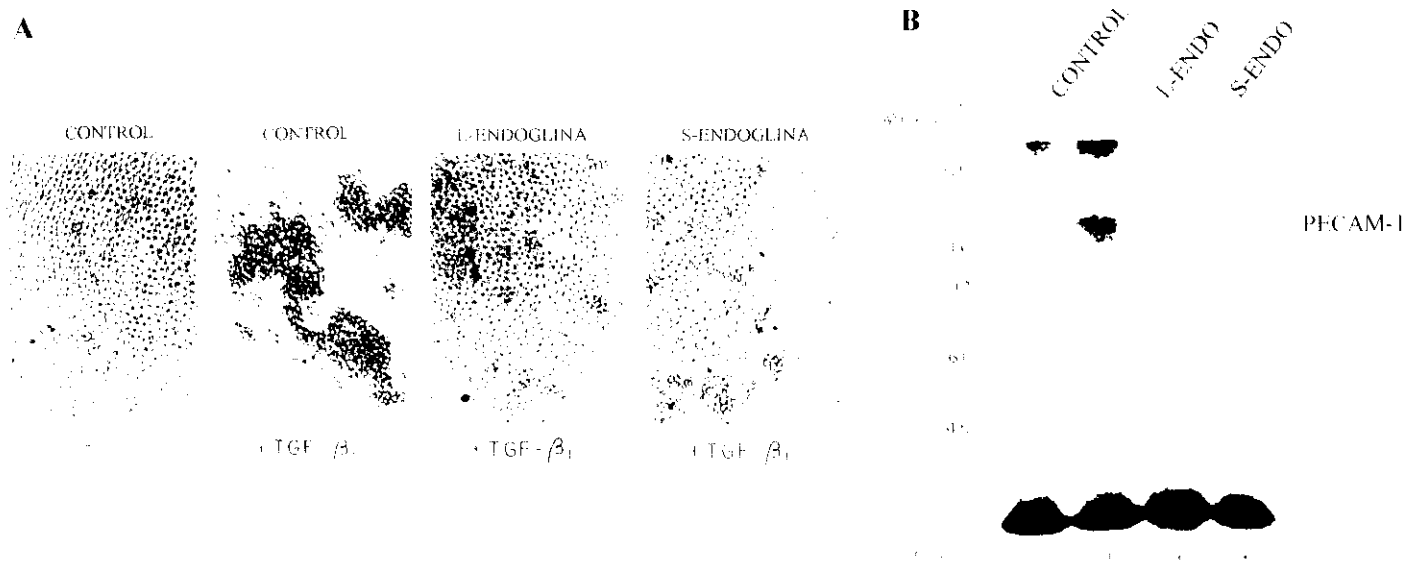 A
CONTROL CONTROL L-ENDOGLINA S-ENDOGLINA
- + TGF-β₁ + TGF-β₁ + TGF-β₁
B
CONTROL L-ENDO S-ENDO
PECAM-1